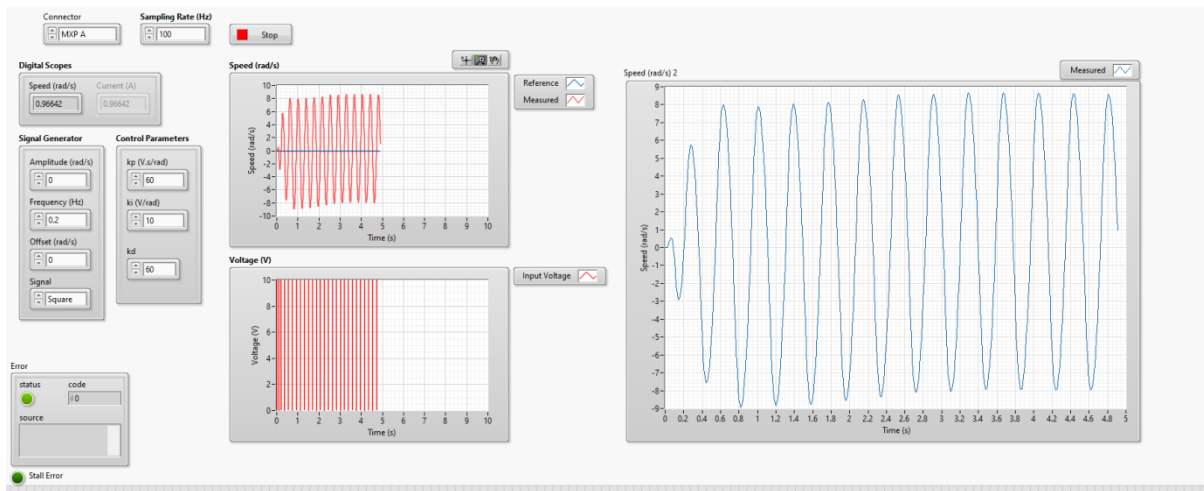 Connector
MXP A
Sampling Rate (Hz)
100
Stop
Digital Scopes
Speed (rad/s)
0.96642
Current (A)
0.96642
Signal Generator
Amplitude (rad/s)
0
Frequency (Hz)
0.2
Offset (rad/s)
0
Signal
Square
Control Parameters
kp (V.s/rad)
60
ki (V/rad)
10
kd
60
Error
status
code
d 0
source
Stall Error
Speed (rad/s)
Reference
Measured
Speed (rad/s)
10
8
6
4
2
0
-2
-4
-6
-8
-10
0 1 2 3 4 5 6 7 8 9 10
Time (s)
Voltage (V)
Input Voltage
Voltage (V)
10
8
6
4
2
0
0 1 2 3 4 5 6 7 8 9 10
Time (s)
Speed (rad/s) 2
Measured
Speed (rad/s)
9
8
7
6
5
4
3
2
1
0
-1
-2
-3
-4
-5
-6
-7
-8
-9
0 0.2 0.4 0.6 0.8 1 1.2 1.4 1.6 1.8 2 2.2 2.4 2.6 2.8 3 3.2 3.4 3.6 3.8 4 4.2 4.4 4.6 4.8 5
Time (s)